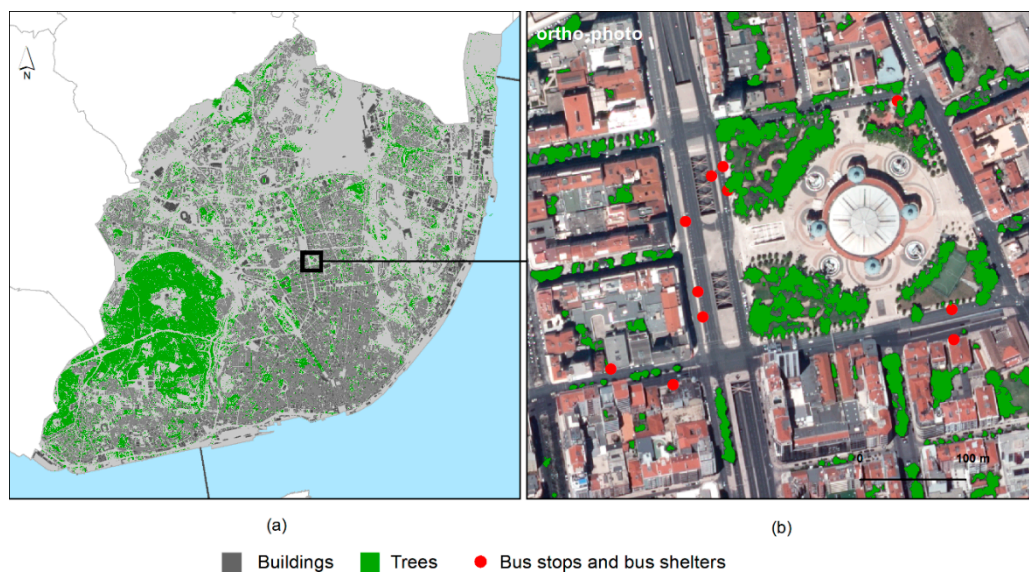 N
ortho-photo
0 100 m
(a) (b)
Buildings Trees Bus stops and bus shelters